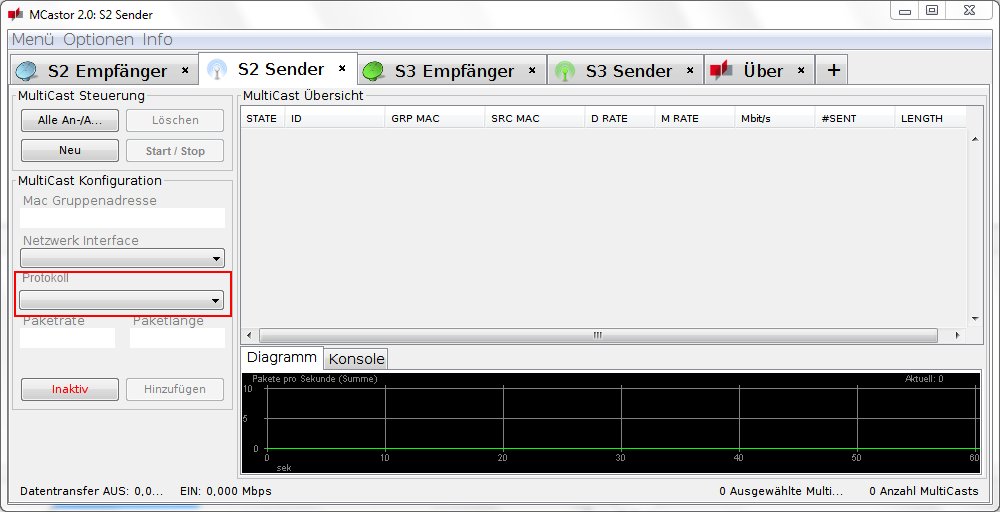 MCastor 2.0: S2 Sender
Menü Optionen Info
S2 Empfänger S2 Sender S3 Empfänger S3 Sender Über +
MultiCast Steuerung
Alle An-/A... Löschen
Neu Start / Stop
MultiCast Konfiguration
Mac Gruppenadresse
Netzwerk Interface
Protokoll
Paketrate Paketlänge
Inaktiv Hinzufügen
MultiCast Übersicht
STATE ID GRP MAC SRC MAC D RATE M RATE Mbit/s #SENT LENGTH
Diagramm Konsole
Pakete pro Sekunde (Summe) Aktuell: 0
10
5
0
0 10 20 30 40 50 60
sek
Datentransfer AUS: 0,0... EIN: 0,000 Mbps 0 Ausgewählte Multi... 0 Anzahl MultiCasts